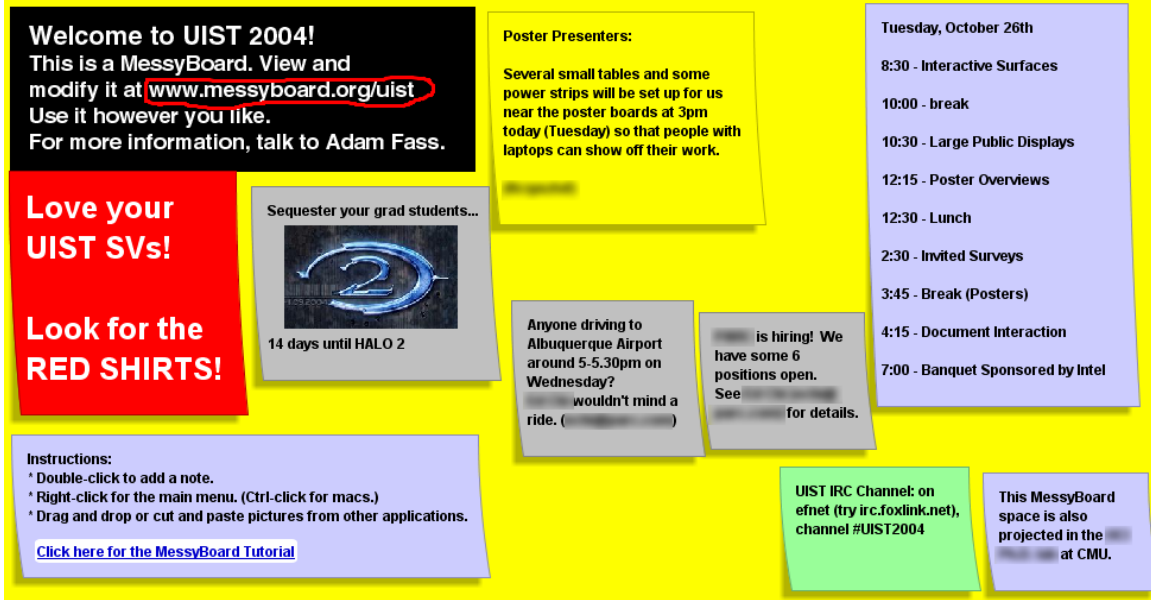 Welcome to UIST 2004!
This is a MessyBoard. View and
modify it at www.messyboard.org/uist
Use it however you like.
For more information, talk to Adam Fass.
Poster Presenters:
Several small tables and some
power strips will be set up for us
near the poster boards at 3pm
today (Tuesday) so that people with
laptops can show off their work.
Tuesday, October 26th
8:30 - Interactive Surfaces
10:00 - break
10:30 - Large Public Displays
12:15 - Poster Overviews
12:30 - Lunch
2:30 - Invited Surveys
3:45 - Break (Posters)
4:15 - Document Interaction
7:00 - Banquet Sponsored by Intel
Love your
UIST SVs!
Look for the
RED SHIRTS!
Sequester your grad students...
2
14 days until HALO 2
Anyone driving to
Albuquerque Airport
around 5-5.30pm on
Wednesday?
wouldn't mind a
ride. ( )
is hiring! We
have some 6
positions open.
See
for details.
Instructions:
* Double-click to add a note.
* Right-click for the main menu. (Ctrl-click for macs.)
* Drag and drop or cut and paste pictures from other applications.
Click here for the MessyBoard Tutorial
UIST IRC Channel: on
efnet (try irc.foxlink.net),
channel #UIST2004
This MessyBoard
space is also
projected in the
at CMU.